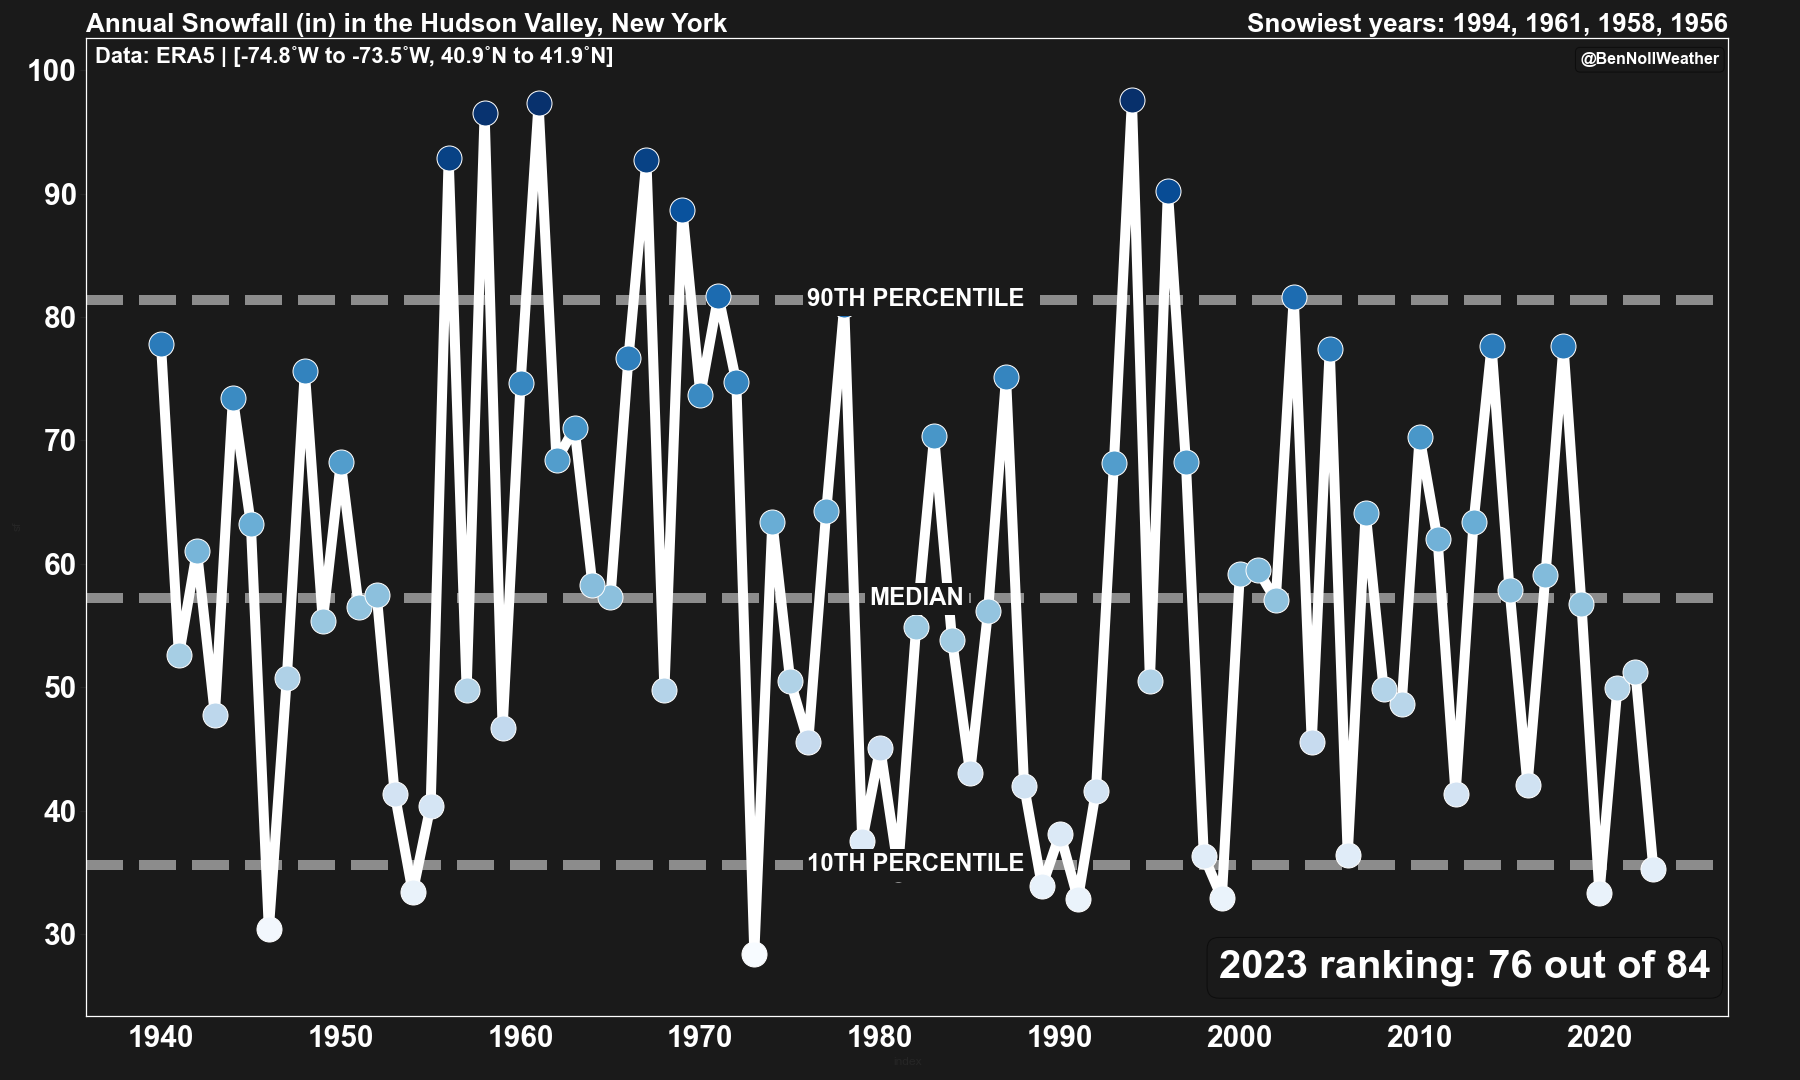 Annual Snowfall (in) in the Hudson Valley, New York
Snowiest years: 1994, 1961, 1958, 1956
Data: ERA5 | [-74.8°W to -73.5°W, 40.9°N to 41.9°N]
@BenNollWeather
100
90
80
70
60
50
40
30
90TH PERCENTILE
MEDIAN
10TH PERCENTILE
2023 ranking: 76 out of 84
1940
1950
1960
1970
1980
1990
2000
2010
2020
index